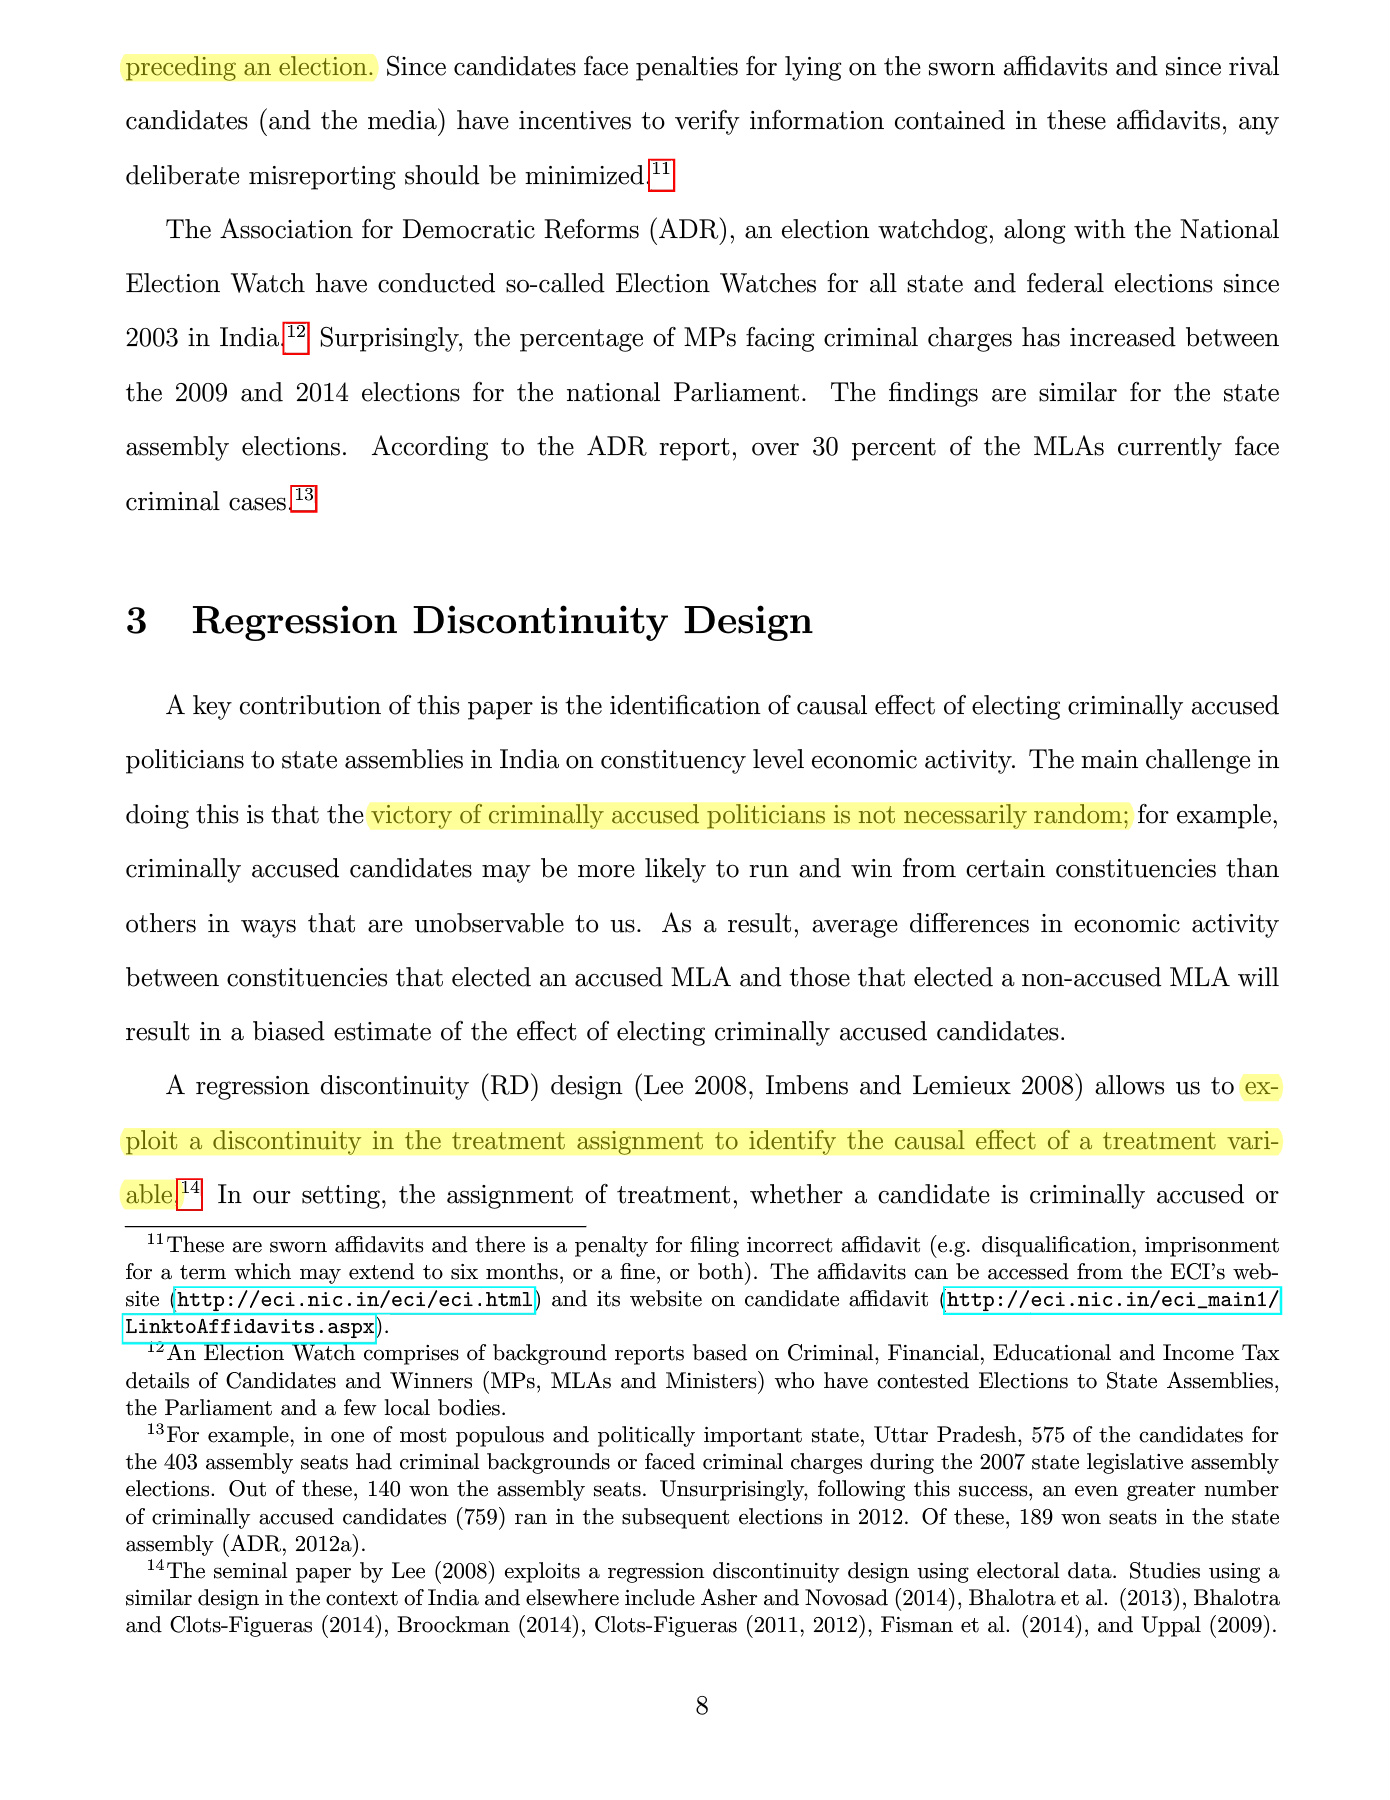 preceding an election. Since candidates face penalties for lying on the sworn affidavits and since rival
candidates (and the media) have incentives to verify information contained in these affidavits, any
deliberate misreporting should be minimized.11
The Association for Democratic Reforms (ADR), an election watchdog, along with the National
Election Watch have conducted so-called Election Watches for all state and federal elections since
2003 in India.12 Surprisingly, the percentage of MPs facing criminal charges has increased between
the 2009 and 2014 elections for the national Parliament. The findings are similar for the state
assembly elections. According to the ADR report, over 30 percent of the MLAs currently face
criminal cases.13
3 Regression Discontinuity Design
A key contribution of this paper is the identification of causal effect of electing criminally accused
politicians to state assemblies in India on constituency level economic activity. The main challenge in
doing this is that the victory of criminally accused politicians is not necessarily random; for example,
criminally accused candidates may be more likely to run and win from certain constituencies than
others in ways that are unobservable to us. As a result, average differences in economic activity
between constituencies that elected an accused MLA and those that elected a non-accused MLA will
result in a biased estimate of the effect of electing criminally accused candidates.
A regression discontinuity (RD) design (Lee 2008, Imbens and Lemieux 2008) allows us to ex-
ploit a discontinuity in the treatment assignment to identify the causal effect of a treatment vari-
able.14 In our setting, the assignment of treatment, whether a candidate is criminally accused or
11These are sworn affidavits and there is a penalty for filing incorrect affidavit (e.g. disqualification, imprisonment
for a term which may extend to six months, or a fine, or both). The affidavits can be accessed from the ECI's web-
site (http://eci.nic.in/eci/eci.html) and its website on candidate affidavit (http://eci.nic.in/eci_main1/
LinktoAffidavits.aspx).
12An Election Watch comprises of background reports based on Criminal, Financial, Educational and Income Tax
details of Candidates and Winners (MPs, MLAs and Ministers) who have contested Elections to State Assemblies,
the Parliament and a few local bodies.
13For example, in one of most populous and politically important state, Uttar Pradesh, 575 of the candidates for
the 403 assembly seats had criminal backgrounds or faced criminal charges during the 2007 state legislative assembly
elections. Out of these, 140 won the assembly seats. Unsurprisingly, following this success, an even greater number
of criminally accused candidates (759) ran in the subsequent elections in 2012. Of these, 189 won seats in the state
assembly (ADR, 2012a).
14The seminal paper by Lee (2008) exploits a regression discontinuity design using electoral data. Studies using a
similar design in the context of India and elsewhere include Asher and Novosad (2014), Bhalotra et al. (2013), Bhalotra
and Clots-Figueras (2014), Broockman (2014), Clots-Figueras (2011, 2012), Fisman et al. (2014), and Uppal (2009).
8